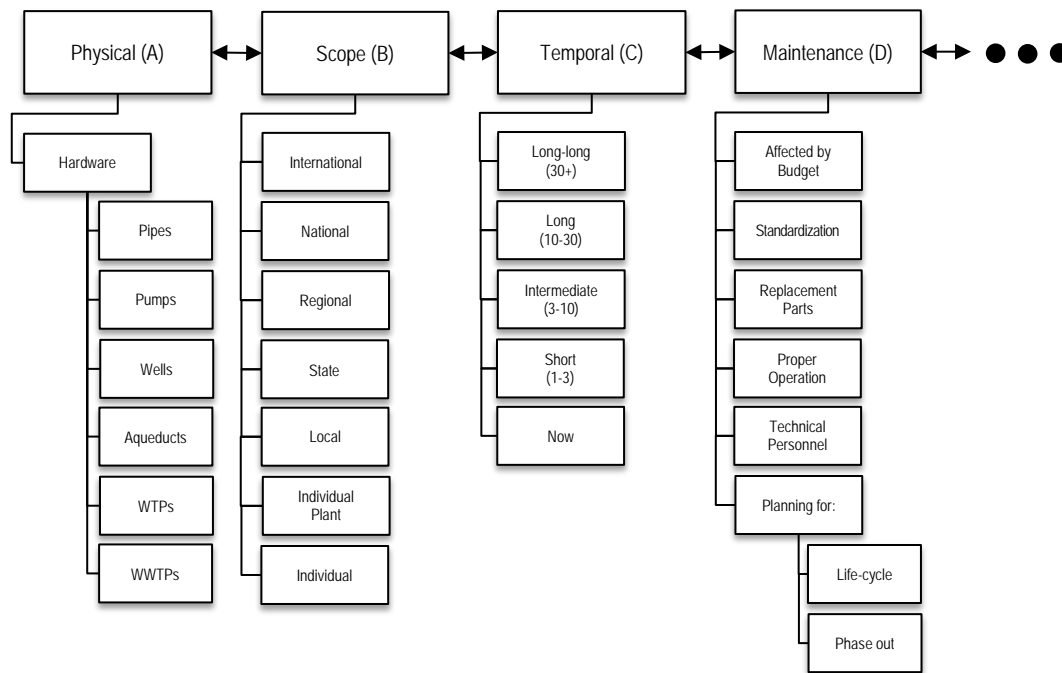 Physical (A)
Scope (B)
Temporal (C)
Maintenance (D)
Hardware
Pipes
Pumps
Wells
Aqueducts
WTPs
WWTPs
International
National
Regional
State
Local
Individual
Plant
Individual
Long-long
(30+)
Long
(10-30)
Intermediate
(3-10)
Short
(1-3)
Now
Affected by
Budget
Standardization
Replacement
Parts
Proper
Operation
Technical
Personnel
Planning for:
Life-cycle
Phase out